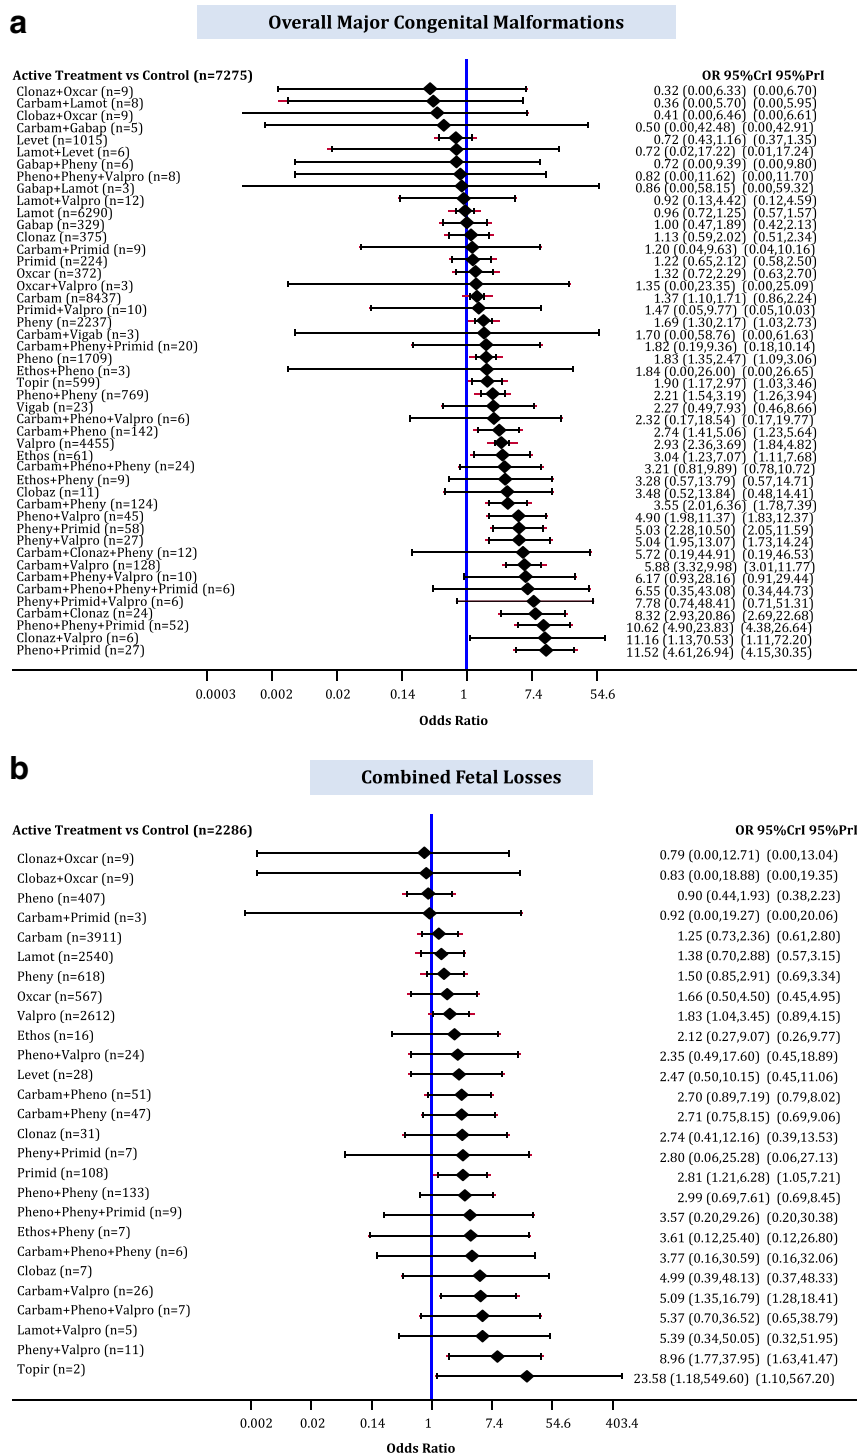 a
Overall Major Congenital Malformations
Active Treatment vs Control (n=7275) OR 95%CrI 95%PrI
Clonaz+Oxcar (n=9) 0.32 (0.00,6.33) (0.00,6.70)
Carbam+Lamot (n=8) 0.36 (0.00,5.70) (0.00,5.95)
Clobaz+Oxcar (n=9) 0.41 (0.00,6.46) (0.00,6.61)
Carbam+Gabap (n=5) 0.50 (0.00,42.48) (0.00,42.91)
Levet (n=1015) 0.72 (0.43,1.16) (0.37,1.35)
Lamot+Levet (n=6) 0.72 (0.02,17.22) (0.01,17.24)
Gabap+Pheny (n=6) 0.72 (0.00,9.39) (0.00,9.80)
Pheno+Pheny+Valpro (n=8) 0.82 (0.00,11.62) (0.00,11.70)
Gabap+Lamot (n=3) 0.86 (0.00,58.15) (0.00,59.32)
Lamot+Valpro (n=12) 0.92 (0.13,4.42) (0.12,4.59)
Lamot (n=6290) 0.96 (0.72,1.25) (0.57,1.57)
Gabap (n=329) 1.00 (0.47,1.89) (0.42,2.13)
Clonaz (n=375) 1.13 (0.59,2.02) (0.51,2.34)
Carbam+Primid (n=9) 1.20 (0.04,9.63) (0.04,10.16)
Primid (n=224) 1.22 (0.65,2.12) (0.58,2.50)
Oxcar (n=372) 1.32 (0.72,2.29) (0.63,2.70)
Oxcar+Valpro (n=3) 1.35 (0.00,23.35) (0.00,25.09)
Carbam (n=8437) 1.37 (1.10,1.71) (0.86,2.24)
Primid+Valpro (n=10) 1.47 (0.05,9.77) (0.05,10.03)
Pheny (n=2237) 1.69 (1.30,2.17) (1.03,2.73)
Carbam+Vigab (n=3) 1.70 (0.00,58.76) (0.00,61.63)
Carbam+Pheny+Primid (n=20) 1.82 (0.19,9.36) (0.18,10.14)
Pheno (n=1709) 1.83 (1.35,2.47) (1.09,3.06)
Ethos+Pheno (n=3) 1.84 (0.00,26.00) (0.00,26.65)
Topir (n=599) 1.90 (1.17,2.97) (1.03,3.46)
Pheno+Pheny (n=769) 2.21 (1.54,3.19) (1.26,3.94)
Vigab (n=23) 2.27 (0.49,7.93) (0.46,8.66)
Carbam+Pheno+Valpro (n=6) 2.32 (0.17,18.54) (0.17,19.77)
Carbam+Pheno (n=142) 2.74 (1.41,5.06) (1.23,5.64)
Valpro (n=4455) 2.93 (2.36,3.69) (1.84,4.82)
Ethos (n=61) 3.04 (1.23,7.07) (1.11,7.68)
Carbam+Pheno+Pheny (n=24) 3.21 (0.81,9.89) (0.78,10.72)
Ethos+Pheny (n=9) 3.28 (0.57,13.79) (0.57,14.71)
Clobaz (n=11) 3.48 (0.52,13.84) (0.48,14.41)
Carbam+Pheny (n=124) 3.55 (2.01,6.36) (1.78,7.39)
Pheno+Valpro (n=45) 4.90 (1.98,11.37) (1.83,12.37)
Pheny+Primid (n=58) 5.03 (2.28,10.50) (2.05,11.59)
Pheny+Valpro (n=27) 5.04 (1.95,13.07) (1.73,14.24)
Carbam+Clonaz+Pheny (n=12) 5.72 (0.19,44.91) (0.19,46.53)
Carbam+Valpro (n=128) 5.88 (3.32,9.98) (3.01,11.77)
Carbam+Pheny+Valpro (n=10) 6.17 (0.93,28.16) (0.91,29.44)
Carbam+Pheno+Pheny+Primid (n=6) 6.55 (0.35,43.08) (0.34,44.73)
Pheny+Primid+Valpro (n=6) 7.78 (0.74,48.41) (0.71,51.31)
Carbam+Clonaz (n=24) 8.32 (2.93,20.86) (2.69,22.68)
Pheno+Pheny+Primid (n=52) 10.62 (4.90,23.83) (4.38,26.64)
Clonaz+Valpro (n=6) 11.16 (1.13,70.53) (1.11,72.20)
Pheno+Primid (n=27) 11.52 (4.61,26.94) (4.15,30.35)
0.0003 0.002 0.02 0.14 1 7.4 54.6
Odds Ratio
b
Combined Fetal Losses
Active Treatment vs Control (n=2286) OR 95%CrI 95%PrI
Clonaz+Oxcar (n=9) 0.79 (0.00,12.71) (0.00,13.04)
Clobaz+Oxcar (n=9) 0.83 (0.00,18.88) (0.00,19.35)
Pheno (n=407) 0.90 (0.44,1.93) (0.38,2.23)
Carbam+Primid (n=3) 0.92 (0.00,19.27) (0.00,20.06)
Carbam (n=3911) 1.25 (0.73,2.36) (0.61,2.80)
Lamot (n=2540) 1.38 (0.70,2.88) (0.57,3.15)
Pheny (n=618) 1.50 (0.85,2.91) (0.69,3.34)
Oxcar (n=567) 1.66 (0.50,4.50) (0.45,4.95)
Valpro (n=2612) 1.83 (1.04,3.45) (0.89,4.15)
Ethos (n=16) 2.12 (0.27,9.07) (0.26,9.77)
Pheno+Valpro (n=24) 2.35 (0.49,17.60) (0.45,18.89)
Levet (n=28) 2.47 (0.50,10.15) (0.45,11.06)
Carbam+Pheno (n=51) 2.70 (0.89,7.19) (0.79,8.02)
Carbam+Pheny (n=47) 2.71 (0.75,8.15) (0.69,9.06)
Clonaz (n=31) 2.74 (0.41,12.16) (0.39,13.53)
Pheny+Primid (n=7) 2.80 (0.06,25.28) (0.06,27.13)
Primid (n=108) 2.81 (1.21,6.28) (1.05,7.21)
Pheno+Pheny (n=133) 2.99 (0.69,7.61) (0.69,8.45)
Pheno+Pheny+Primid (n=9) 3.57 (0.20,29.26) (0.20,30.38)
Ethos+Pheny (n=7) 3.61 (0.12,25.40) (0.12,26.80)
Carbam+Pheno+Pheny (n=6) 3.77 (0.16,30.59) (0.16,32.06)
Clobaz (n=7) 4.99 (0.39,48.13) (0.37,48.33)
Carbam+Valpro (n=26) 5.09 (1.35,16.79) (1.28,18.41)
Carbam+Pheno+Valpro (n=7) 5.37 (0.70,36.52) (0.65,38.79)
Lamot+Valpro (n=5) 5.39 (0.34,50.05) (0.32,51.95)
Pheny+Valpro (n=11) 8.96 (1.77,37.95) (1.63,41.47)
Topir (n=2) 23.58 (1.18,549.60) (1.10,567.20)
0.002 0.02 0.14 1 7.4 54.6 403.4
Odds Ratio